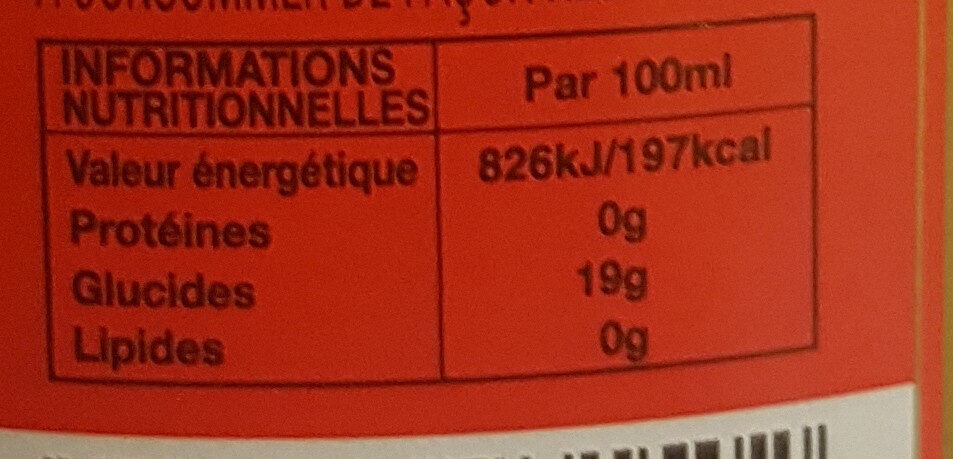 INFORMATIONS
NUTRITIONNELLES
Par 100ml
Valeur énergétique 826kJ/197kcal
Protéines 0g
Glucides 19g
Lipides 0g